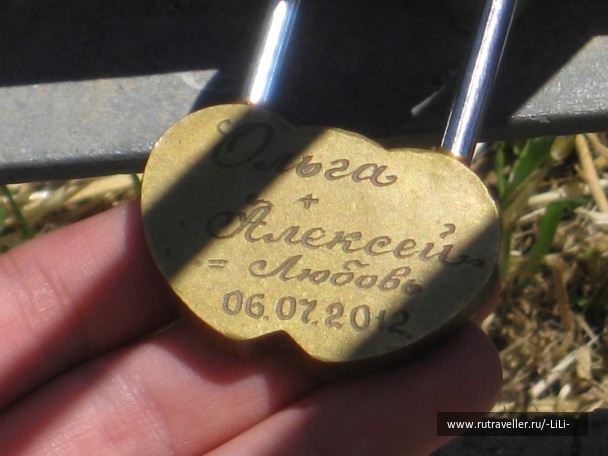 Ольга
+
Алексей
= Любовь
06.07.2012.
www.rutraveller.ru/-LiLi-